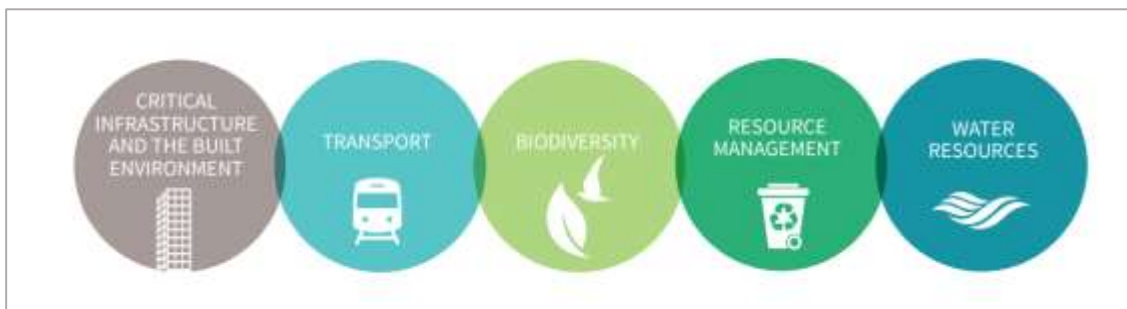 CRITICAL
INFRASTRUCTURE
AND THE BUILT
ENVIRONMENT
TRANSPORT
BIODIVERSITY
RESOURCE
MANAGEMENT
WATER
RESOURCES